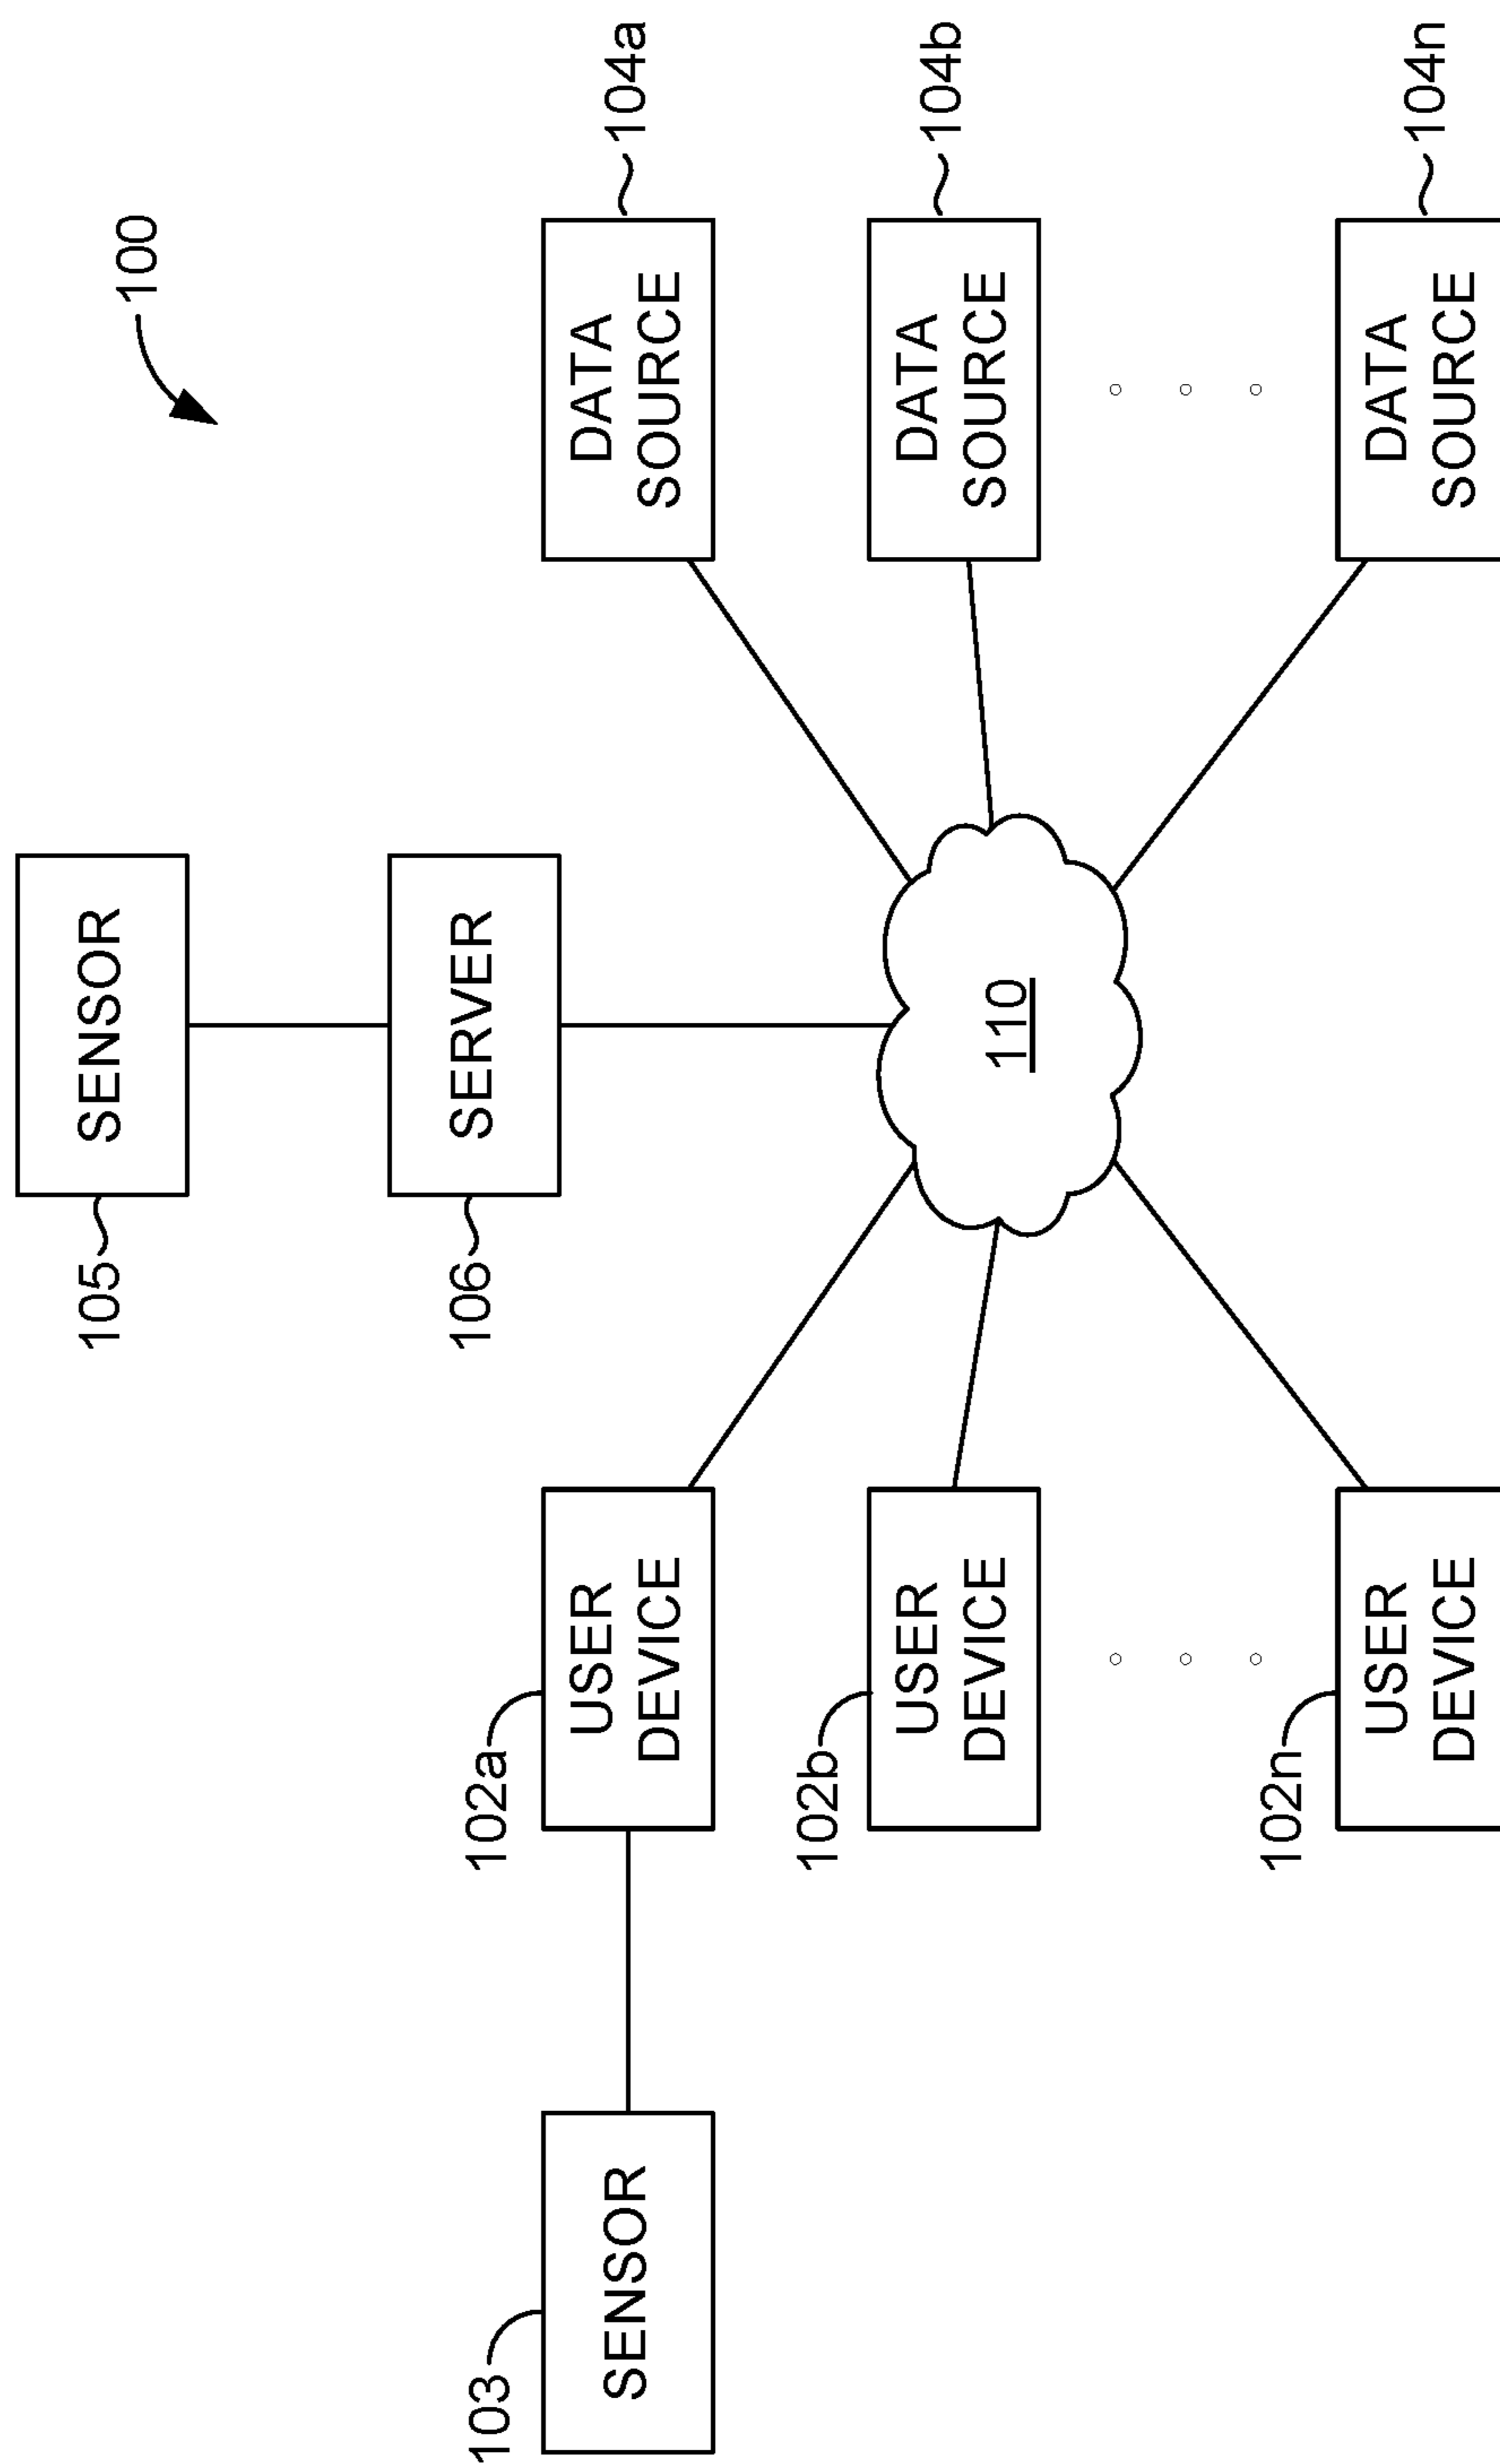 100
105
SENSOR
106
SERVER
103
SENSOR
102a
USER
DEVICE
DATA
SOURCE
104a
102b
USER
DEVICE
110
DATA
SOURCE
104b
102n
USER
DEVICE
DATA
SOURCE
104n